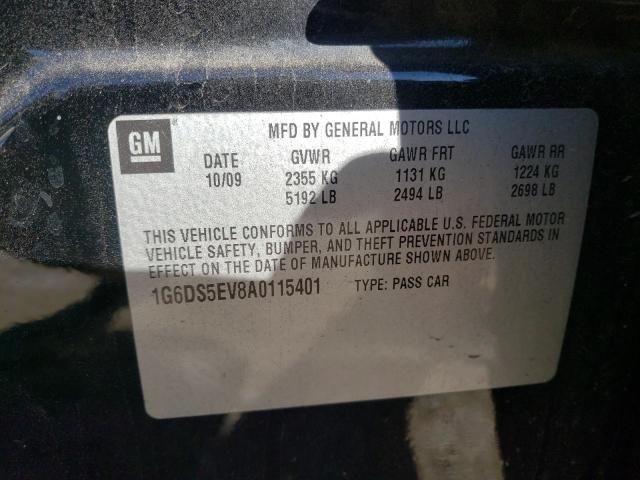 GM
MFD BY GENERAL MOTORS LLC
DATE GVWR GAWR FRT GAWR RR
10/09 2355 KG 1131 KG 1224 KG
5192 LB 2494 LB 2698 LB
THIS VEHICLE CONFORMS TO ALL APPLICABLE U.S. FEDERAL MOTOR
VEHICLE SAFETY, BUMPER, AND THEFT PREVENTION STANDARDS IN
EFFECT ON THE DATE OF MANUFACTURE SHOWN ABOVE.
1G6DS5EV8A0115401 TYPE: PASS CAR